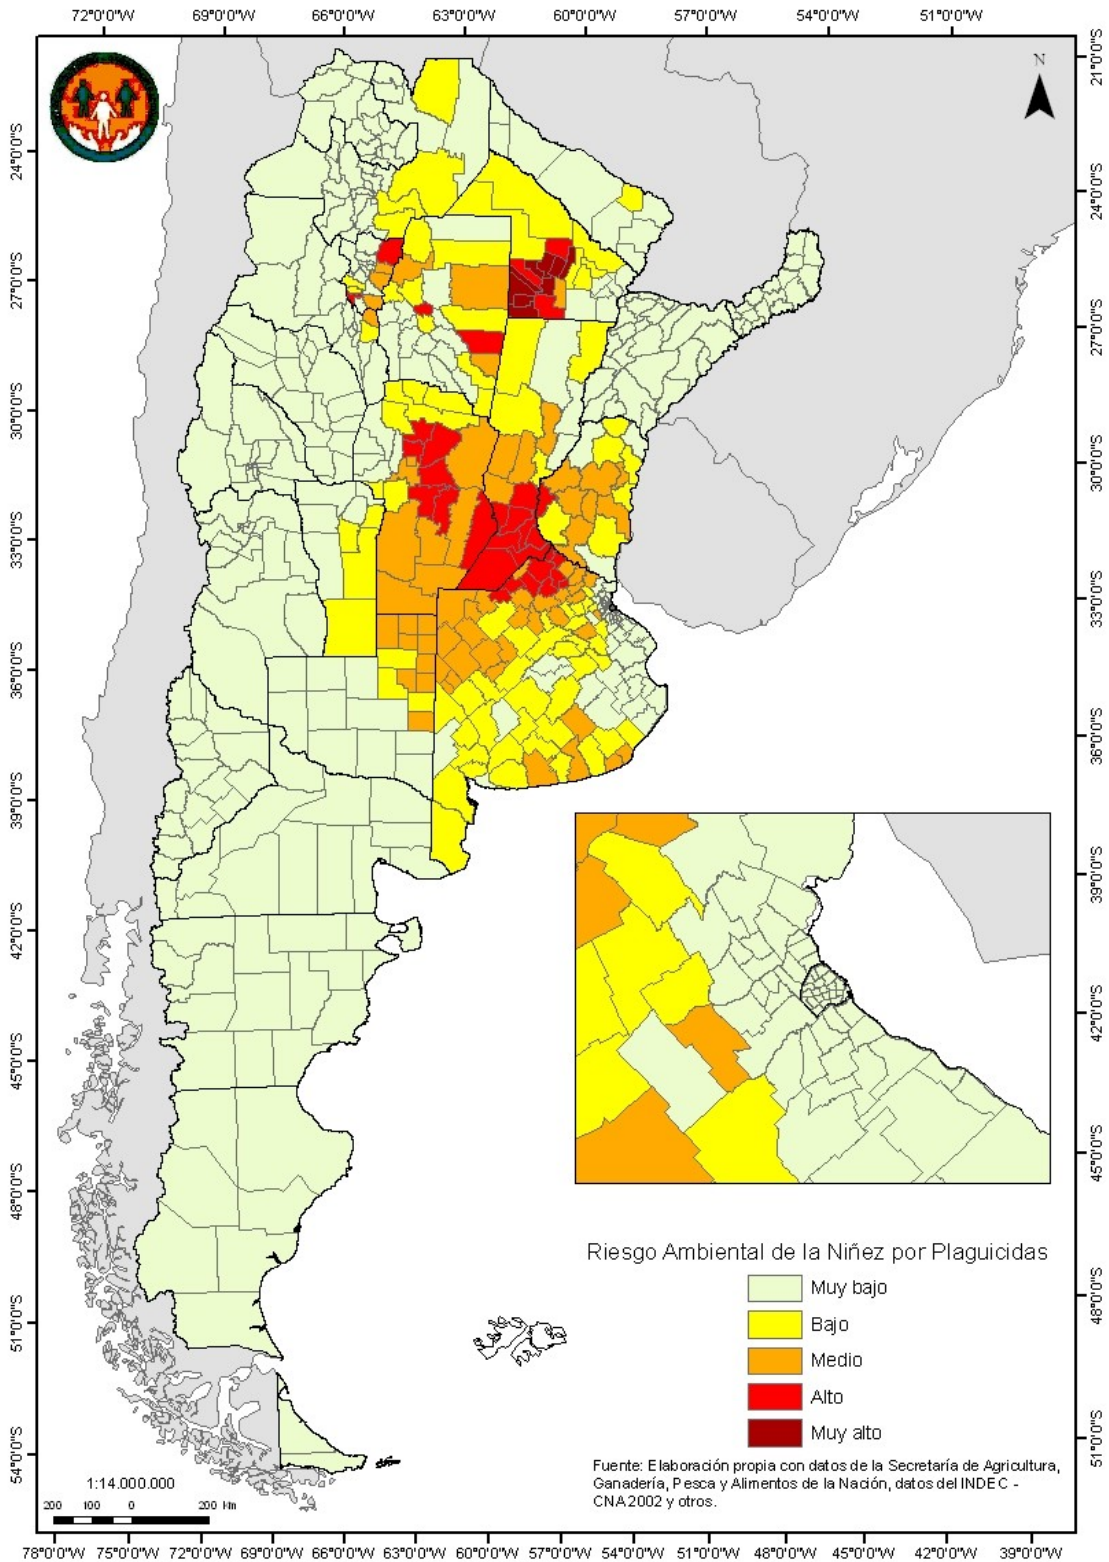 72°0'0"W 69°0'0"W 66°0'0"W 63°0'0"W 60°0'0"W 57°0'0"W 54°0'0"W 51°0'0"W
N
21°0'0"S
24°0'0"S
27°0'0"S
30°0'0"S
33°0'0"S
36°0'0"S
39°0'0"S
42°0'0"S
45°0'0"S
48°0'0"S
51°0'0"S
54°0'0"S
24°0'0"S
27°0'0"S
30°0'0"S
33°0'0"S
36°0'0"S
39°0'0"S
42°0'0"S
45°0'0"S
48°0'0"S
51°0'0"S
Riesgo Ambiental de la Niñez por Plaguicidas
Muy bajo
Bajo
Medio
Alto
Muy alto
Fuente: Elaboración propia con datos de la Secretaría de Agricultura,
Ganadería, Pesca y Alimentos de la Nación, datos del INDEC -
CNA 2002 y otros.
1:14.000.000
200 100 0 200 Km
78°0'0"W 75°0'0"W 72°0'0"W 69°0'0"W 66°0'0"W 63°0'0"W 60°0'0"W 57°0'0"W 51°0'0"W 48°0'0"W 45°0'0"W 42°0'0"W 39°0'0"W